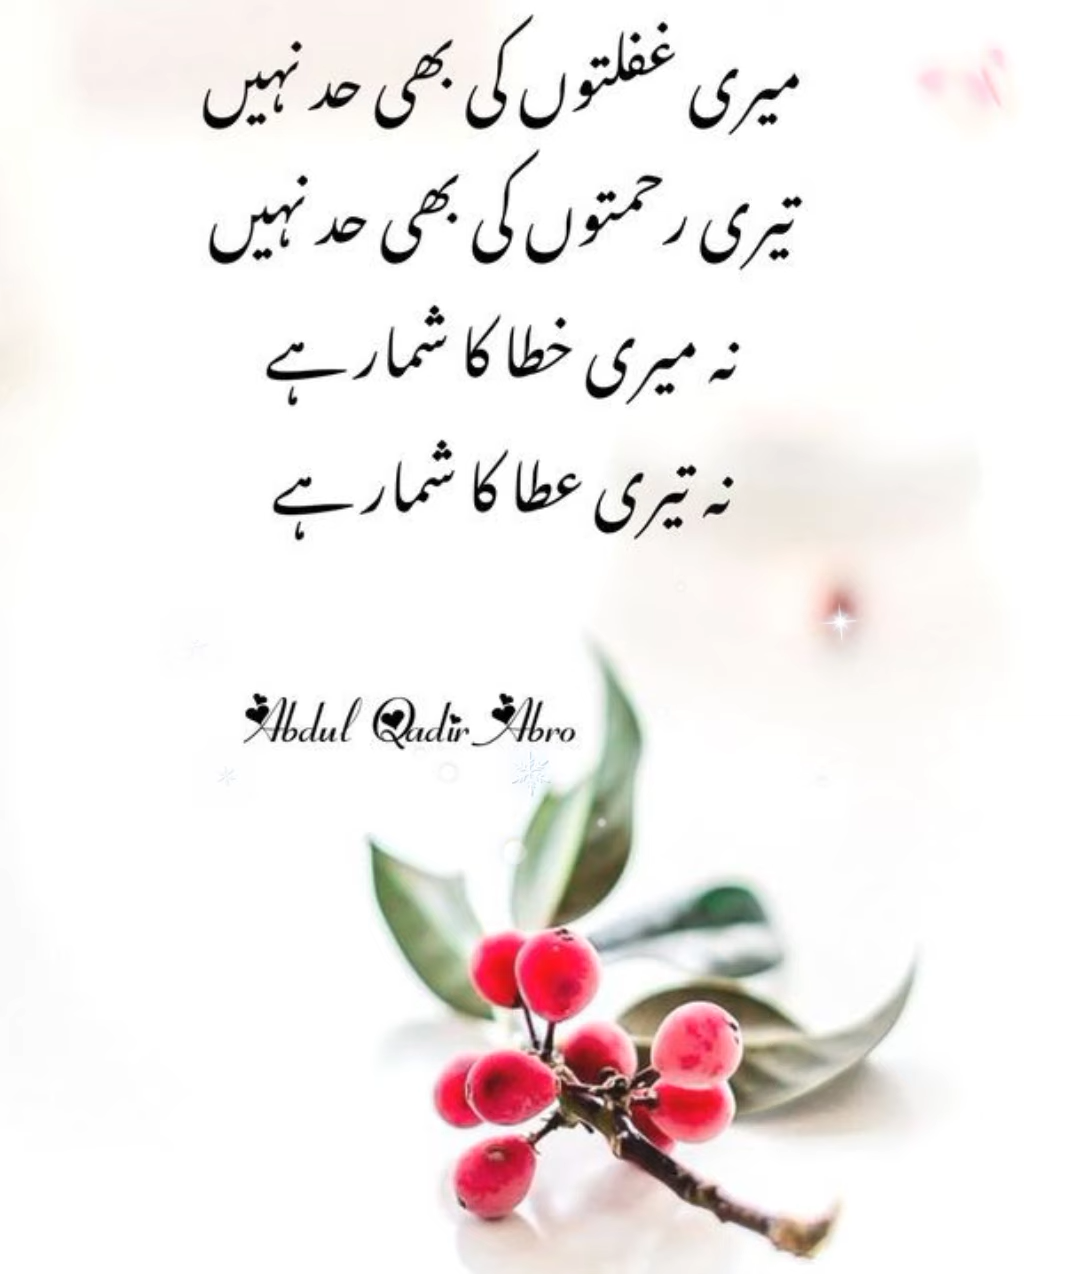 میری غفلتوں کی بھی حد نہیں
تیری رحمتوں کی بھی حد نہیں
نہ میری خطا کا شمار ہے
نہ تیری عطا کا شمار ہے
Abdul Qadir Abro